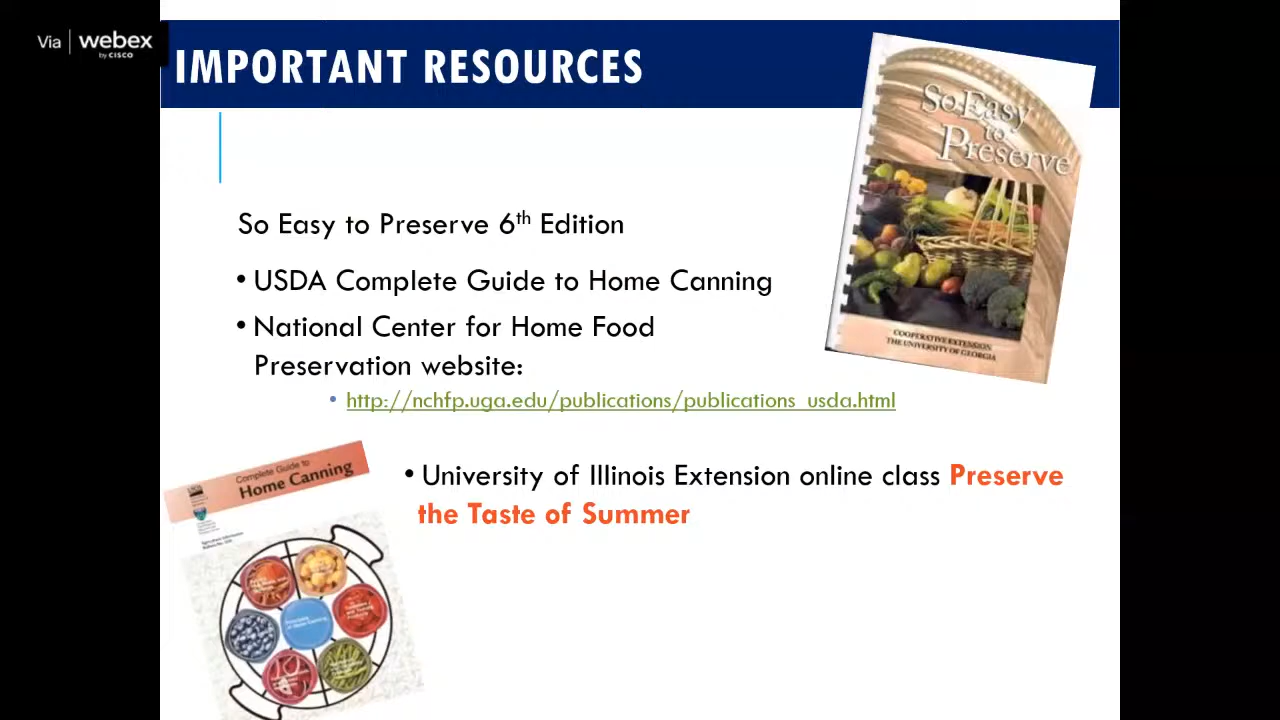 Via webex
by CISCO
IMPORTANT RESOURCES
So Easy
to
Preserve
COOPERATIVE EXTENSION
THE UNIVERSITY OF GEORGIA
So Easy to Preserve 6th Edition
• USDA Complete Guide to Home Canning
• National Center for Home Food
Preservation website:
• http://nchfp.uga.edu/publications/publications_usda.html
• University of Illinois Extension online class Preserve
the Taste of Summer
Complete Guide to
Home Canning